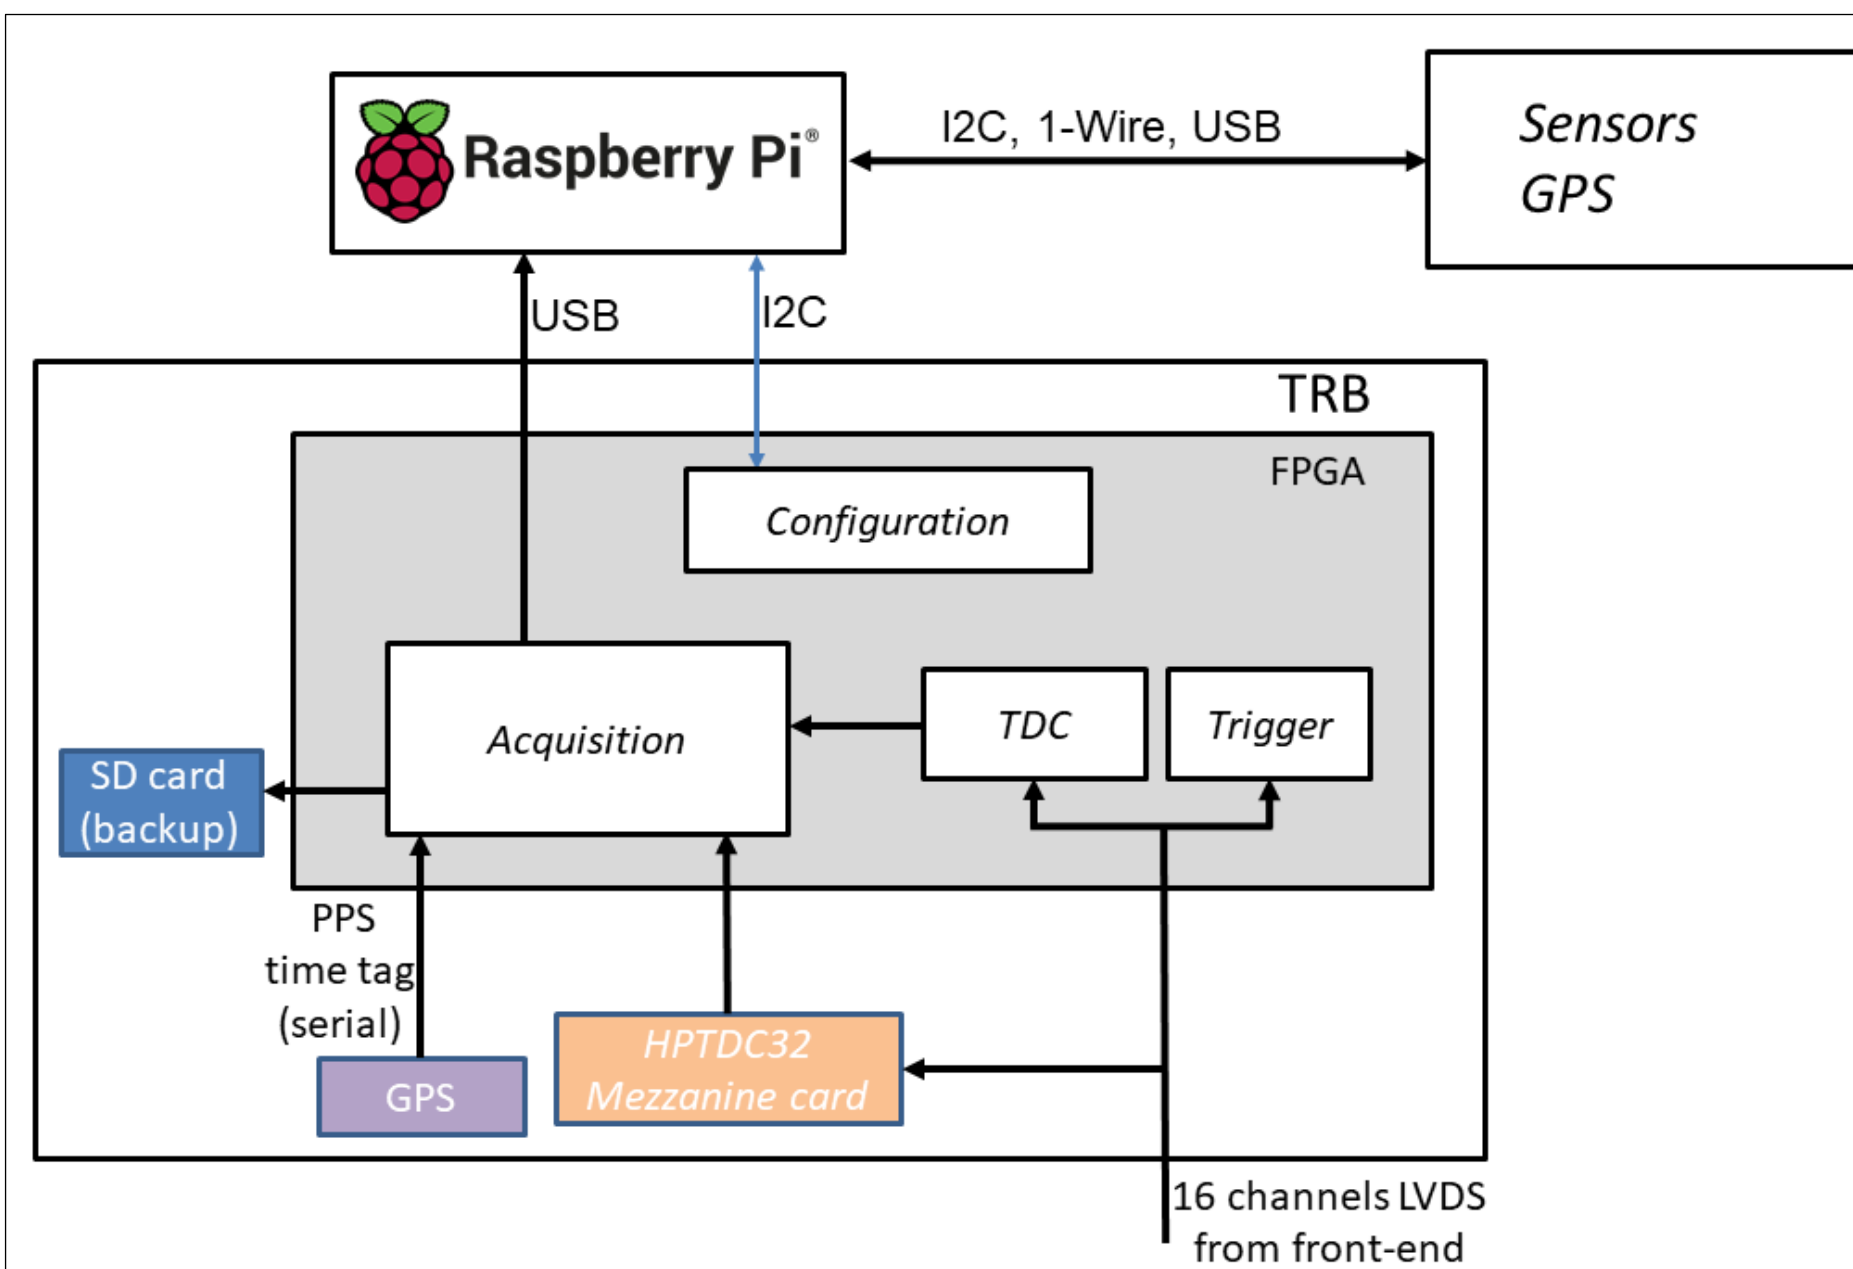 Raspberry Pi®
I2C, 1-Wire, USB
Sensors
GPS
USB
I2C
TRB
FPGA
Configuration
Acquisition
TDC
Trigger
SD card
(backup)
PPS
time tag
(serial)
GPS
HPTDC32
Mezzanine card
16 channels LVDS
from front-end